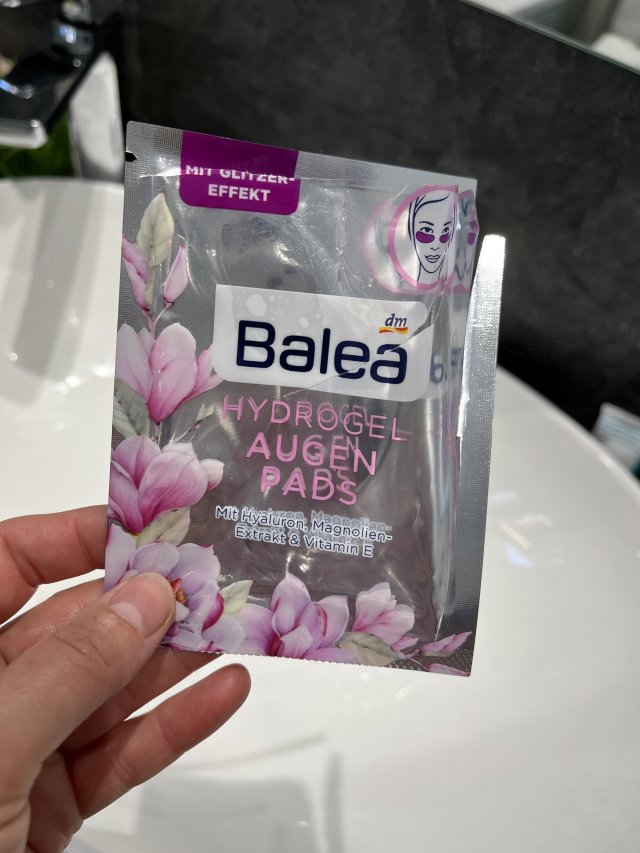 MIT GLITZER-
EFFEKT
dm
Balea
HYDROGEL
AUGEN
PADS
Mit Hyaluron, Magnolien-
Extrakt & Vitamin E